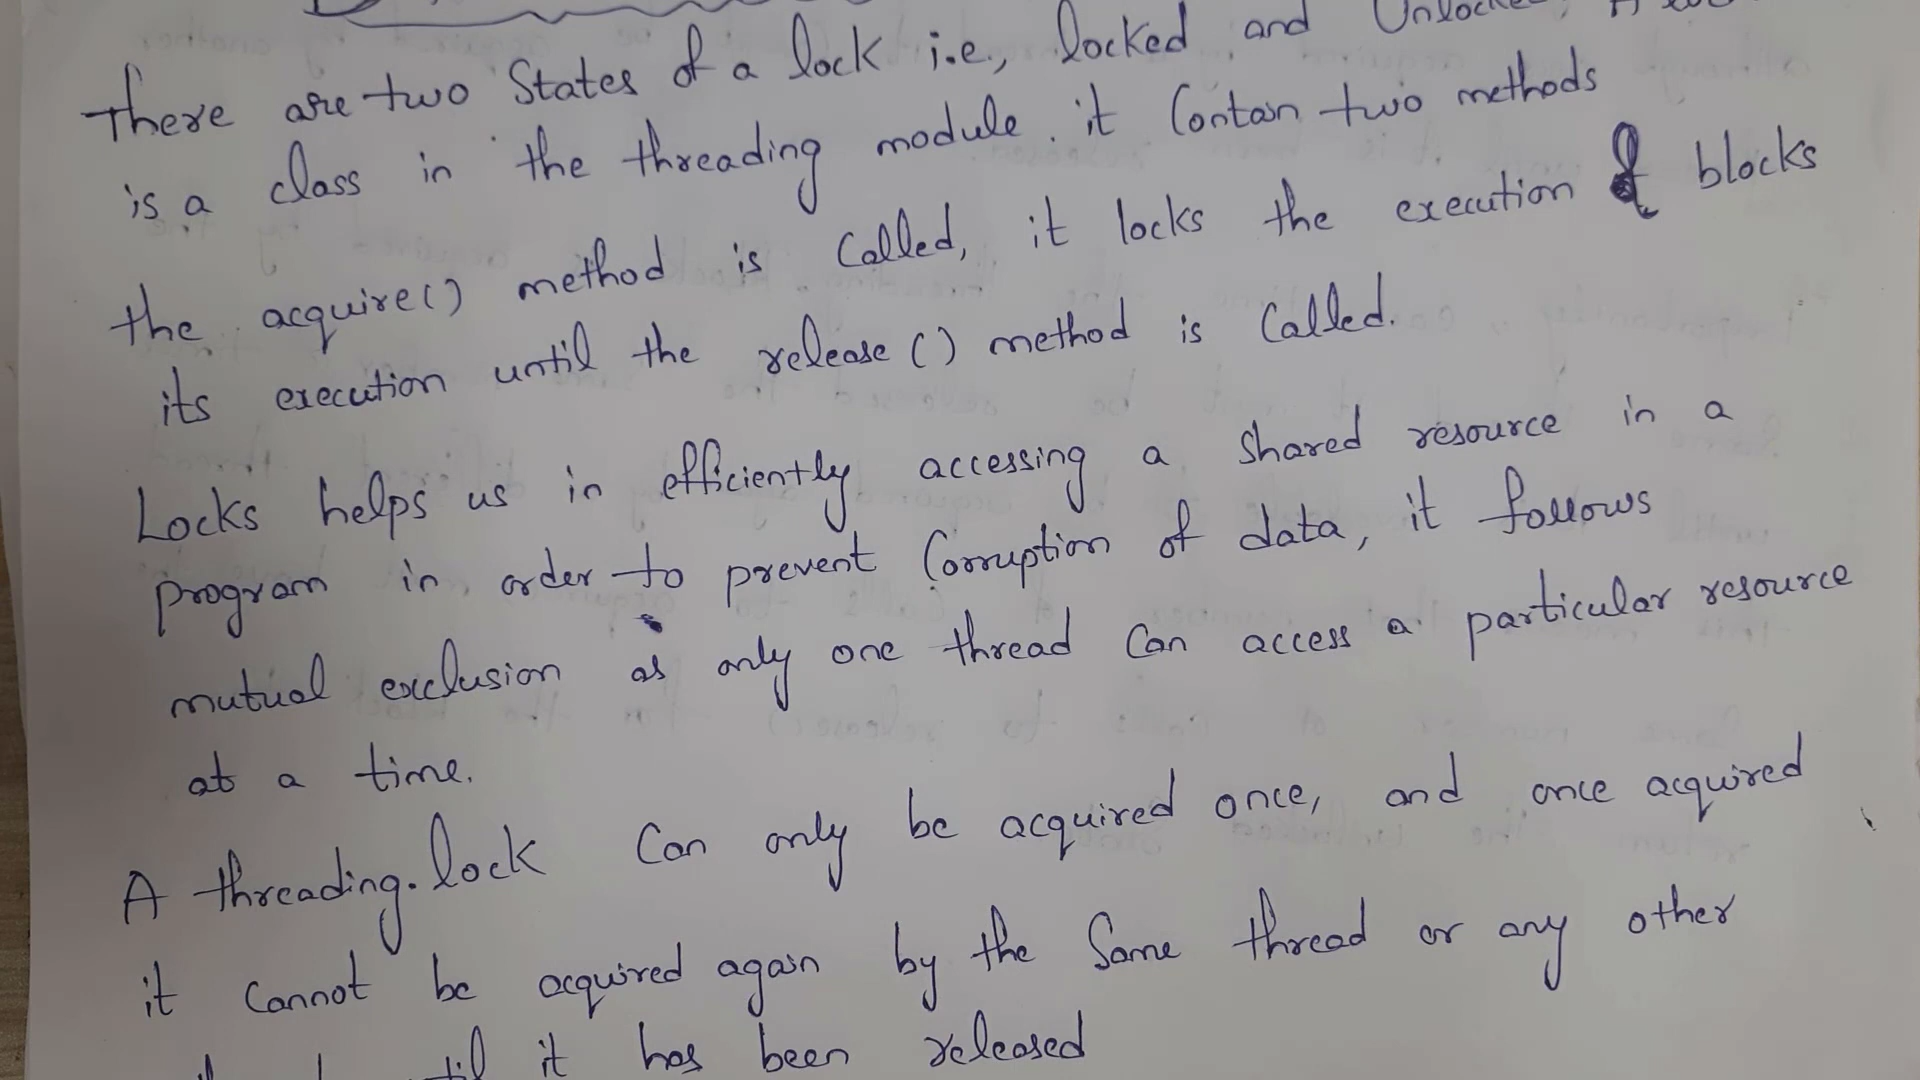 There are two States of a lock i.e., locked and Unlocked, A
is a class in the threading module. it Contain two methods
the acquire() method is Called, it locks the execution & blocks
its execution until the release () method is Called.
Locks helps us in efficiently accessing a Shared resource in a
program in order to prevent Corruption of data, it follows
mutual exclusion as only one thread Can access a particular resource
at a time.
A threading.lock Can only be acquired once, and once acquired
it Cannot be acquired again by the Same thread or any other
it has been released